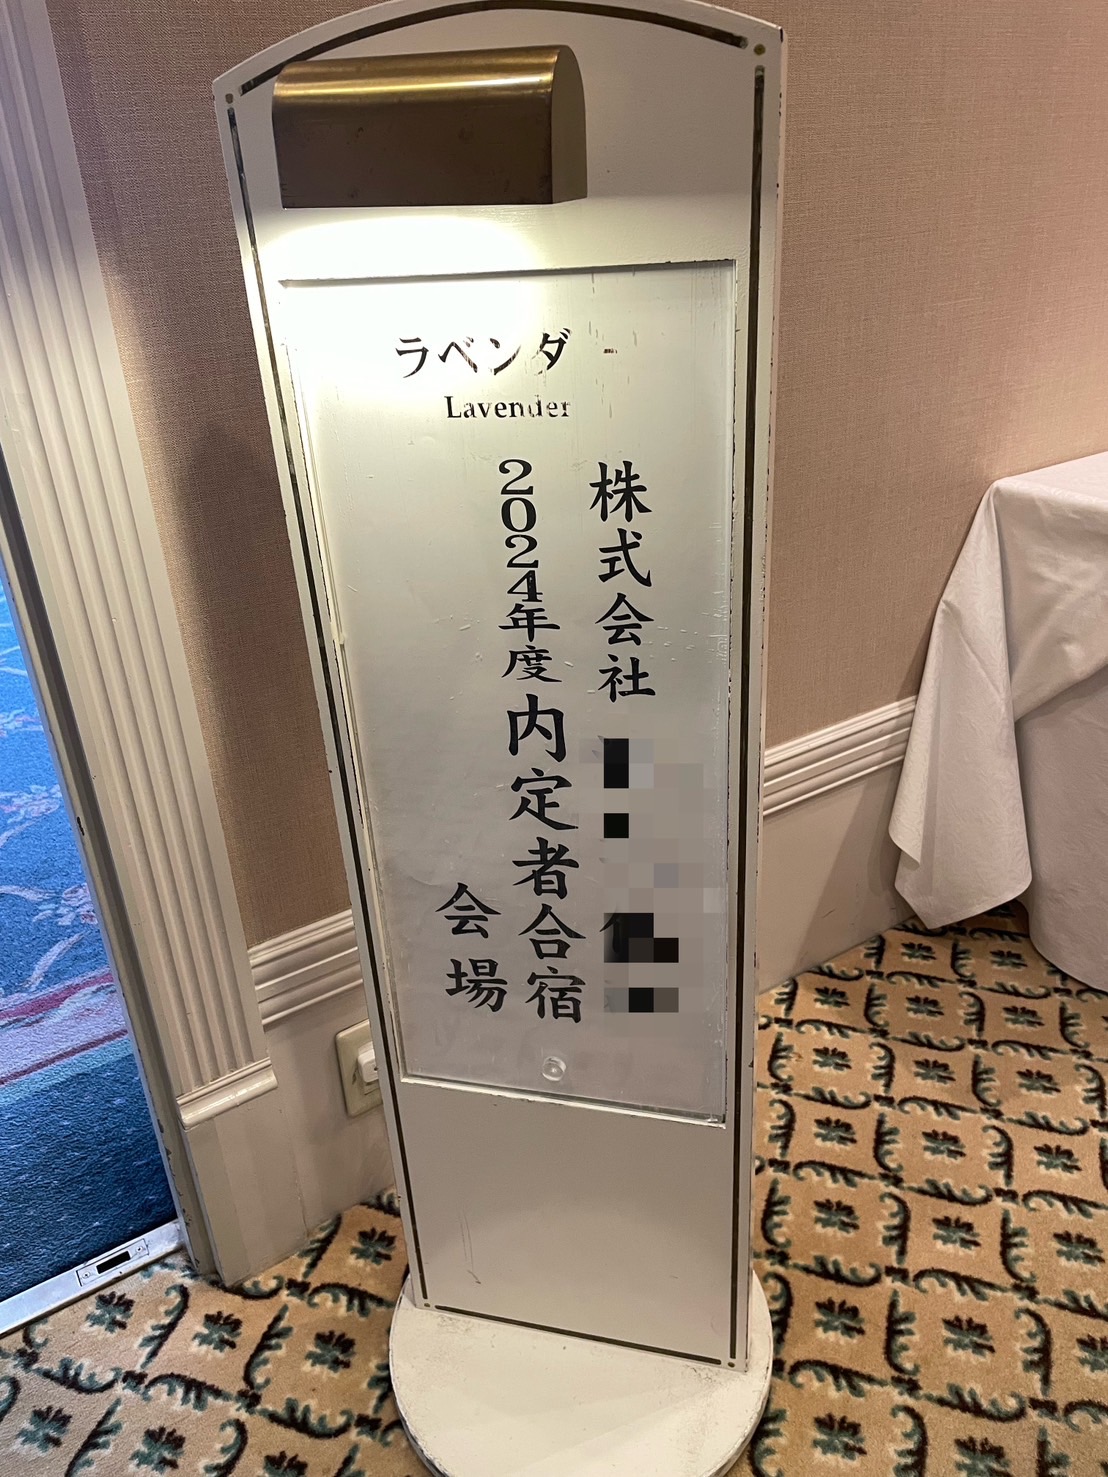 ラベンダー
Lavender
株式会社
2024年度内定者合宿
会場